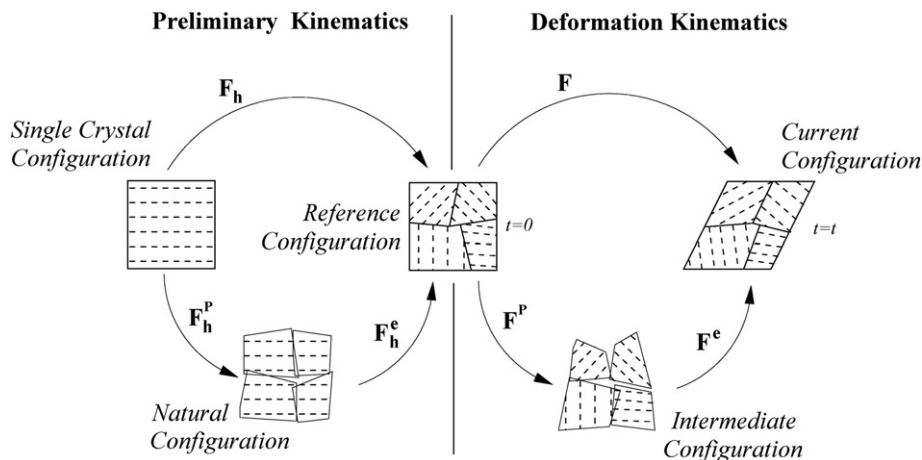 Preliminary Kinematics
Deformation Kinematics
F_h
F
Single Crystal
Configuration
Current
Configuration
Reference
Configuration
t=0
t=t
F_h^P
F_h^e
F^P
F^e
Natural
Configuration
Intermediate
Configuration